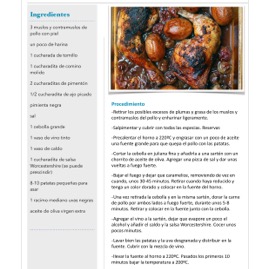 Ingredientes
3 muslos y contramuslos de
pollo con piel
un poco de harina
1 cucharada de tomillo
1 cucharadita de comino
molido
2 cucharaditas de pimentón
1/2 cucharadita de ajo picado
pimienta negra
sal
1 cebolla grande
1 vaso de vino tinto
1 vaso de caldo
1 cucharadita de salsa
Worcestershire (se puede
prescindir)
8-10 patatas pequeñas para
asar
1 racimo mediano uvas negras
aceite de oliva virgen extra
Procedimiento
-Retirar los posibles excesos de plumas y grasa de los muslos y
contramuslos del pollo y enharinar ligeramente.
-Salpimentar y cubrir con todas las especias. Reservar.
-Precalentar el horno a 220ºC y engrasar con un poco de aceite
una fuente grande para que quepa el pollo con las patatas.
-Cortar la cebolla en juliana fina y añadirla a una sartén con un
chorrito de aceite de oliva. Agregar una pizca de sal y dar unas
vueltas a fuego fuerte.
-Bajar el fuego y dejar que caramelice, removiendo de vez en
cuando, unos 30-45 minutos. Retirar cuando haya reducido y
tenga un color dorado y colocar en la fuente del horno.
-Una vez retirada la cebolla y en la misma sartén, dorar la carne
de pollo por ambos lados a fuego fuerte, durante unos 5-8
minutos. Retirar y colocar en la fuente junto con la cebolla.
-Agregar el vino a la sartén, dejar que evapore un poco el
alcohol y añadir el caldo y la salsa Worcestershire. Cocer unos
pocos minutos.
-Lavar bien las patatas y la uva desgranada y distribuir en la
fuente. Cubrir con la mezcla de vino.
-Llevar la fuente al horno a 220ºC. Pasados los primeros 10
minutos bajar la temperatura a 200ºC.